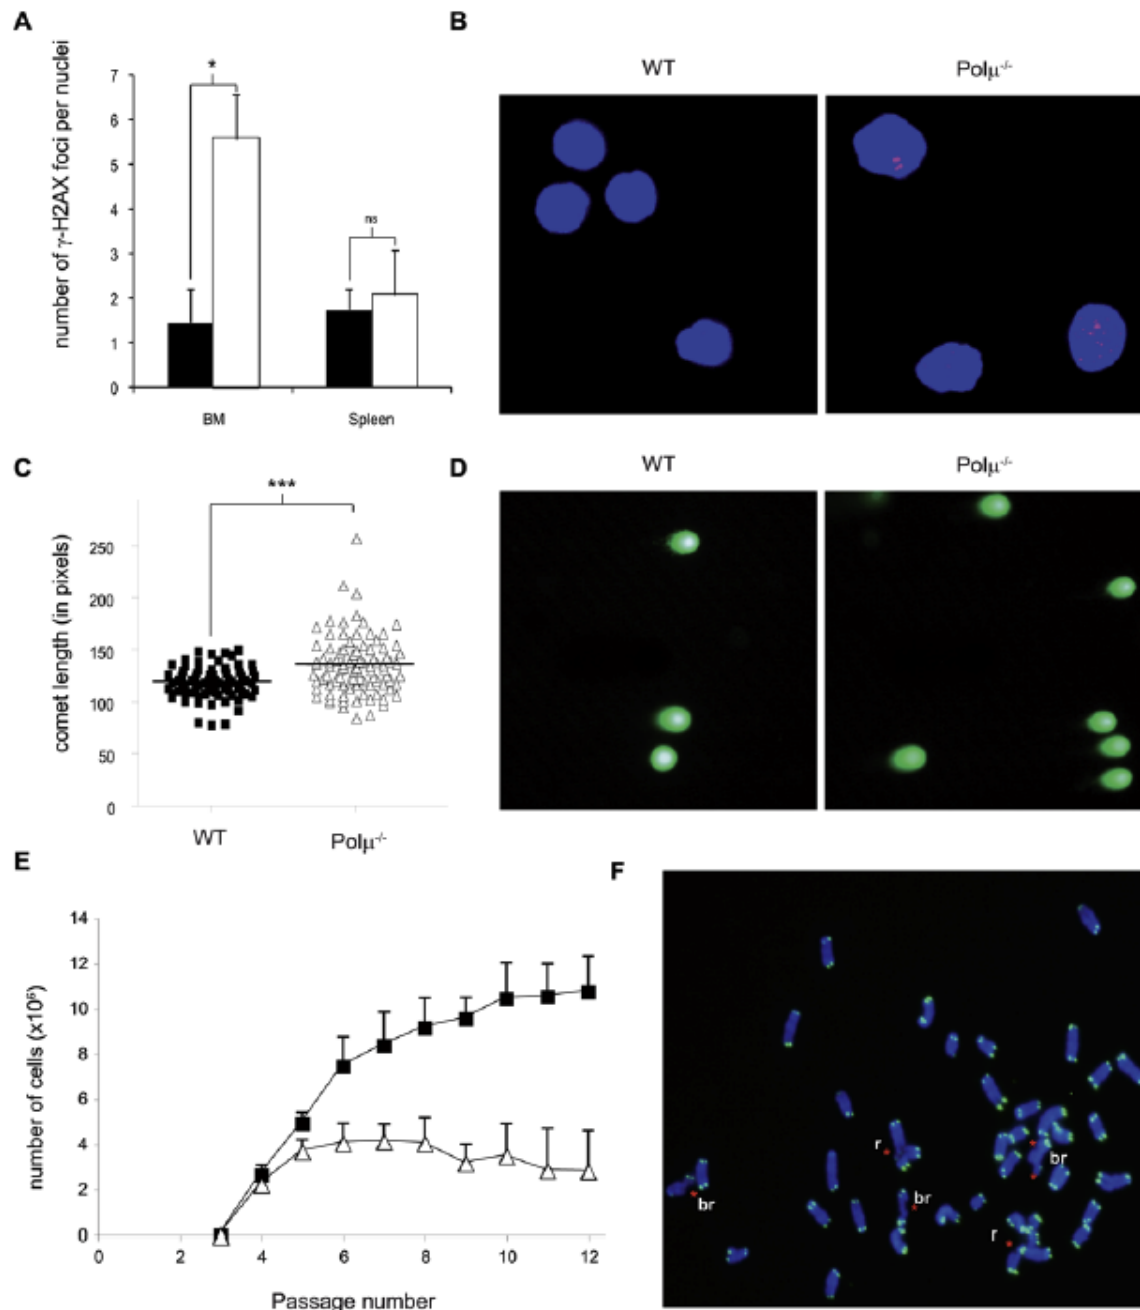 A
number of γ-H2AX foci per nuclei
7
6
5
4
3
2
1
0
*
ns
BM
Spleen
B
WT
Polμ-/-
C
comet length (in pixels)
250
200
150
100
50
0
***
WT
Polμ-/-
D
WT
Polμ-/-
E
number of cells (x10⁶)
14
12
10
8
6
4
2
0
0
2
4
6
8
10
12
Passage number
F
r
br
br
br
r